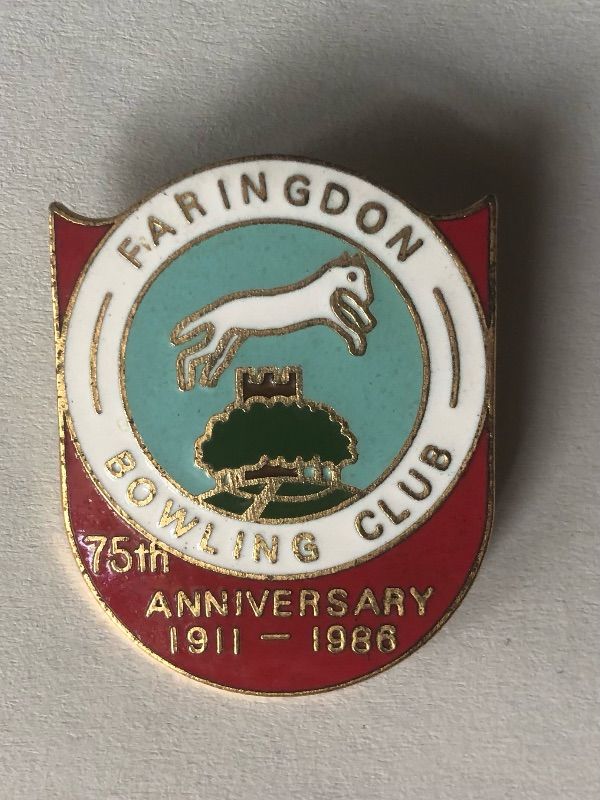 FARINGDON
BOWLING CLUB
75th
ANNIVERSARY
1911 - 1986